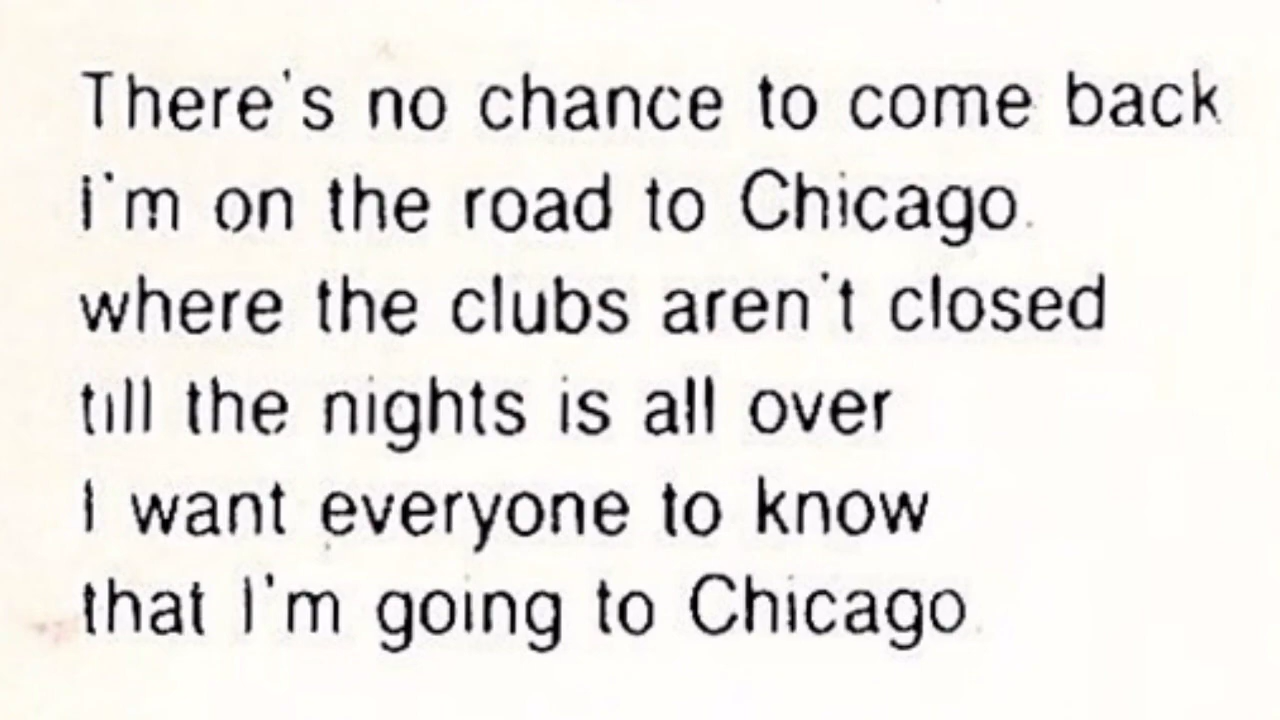 There's no chance to come back
I'm on the road to Chicago.
where the clubs aren't closed
till the nights is all over
I want everyone to know
that I'm going to Chicago.